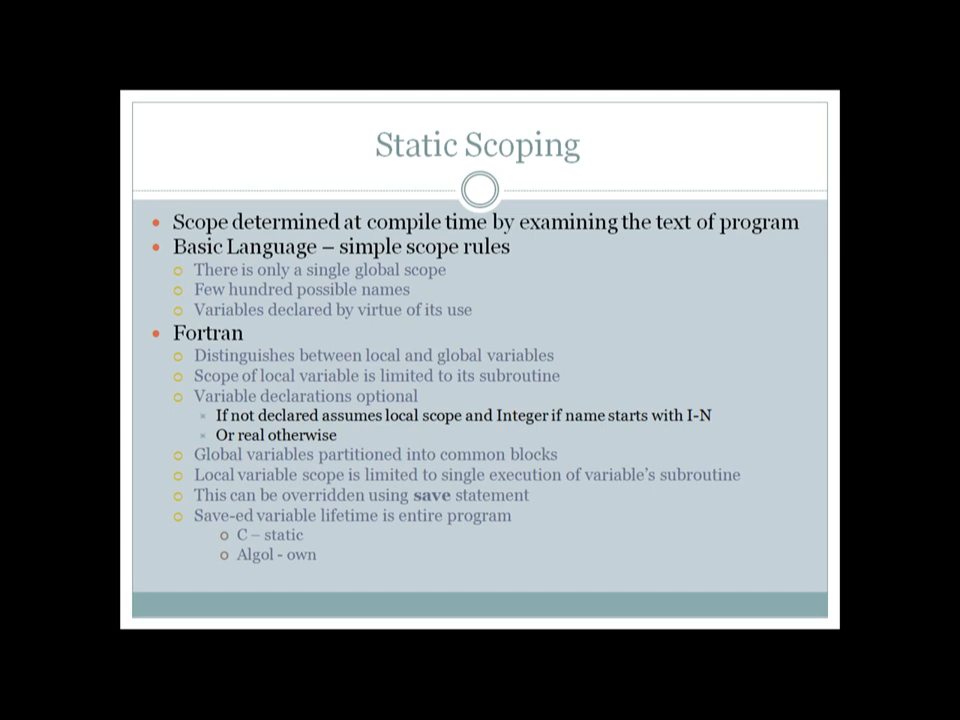 Static Scoping
Scope determined at compile time by examining the text of program
Basic Language – simple scope rules
There is only a single global scope
Few hundred possible names
Variables declared by virtue of its use
Fortran
Distinguishes between local and global variables
Scope of local variable is limited to its subroutine
Variable declarations optional
If not declared assumes local scope and Integer if name starts with I-N
Or real otherwise
Global variables partitioned into common blocks
Local variable scope is limited to single execution of variable's subroutine
This can be overridden using save statement
Save-ed variable lifetime is entire program
C – static
Algol - own